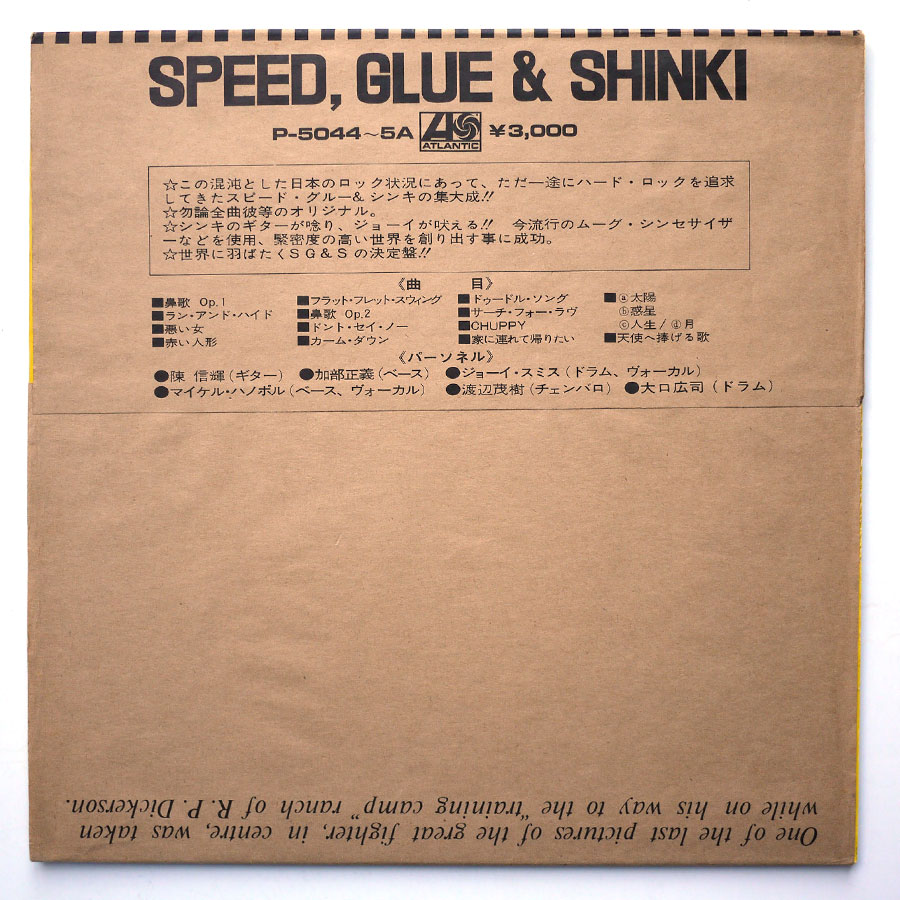 SPEED, GLUE & SHINKI
P-5044~5A ATLANTIC ¥3,000
☆この混沌とした日本のロック状況にあって、ただ一途にハード・ロックを追求
してきたスピード・グルー& シンキの集大成!!
☆勿論全曲彼等のオリジナル。
☆シンキのギターが唸り、ジョーイが吠える!! 今流行のムーグ・シンセサイザ
ーなどを使用、緊密度の高い世界を創り出す事に成功。
☆世界に羽ばたくSG&Sの決定盤!!
《曲 目》
■鼻歌 Op.1
■ラン・アンド・ハイド
■悪い女
■赤い人形
■フラット・フレット・スウィング
■鼻歌 Op.2
■ドント・セイ・ノー
■カーム・ダウン
■ドゥードル・ソング
■サーチ・フォー・ラヴ
■CHUPPY
■家に連れて帰りたい
■ⓐ太陽
ⓑ惑星
ⓒ人生/ⓓ月
■天使へ捧げる歌
《パーソネル》
●陳 信輝(ギター) ●加部正義(ベース) ●ジョーイ・スミス(ドラム、ヴォーカル)
●マイケル・ハノポル(ベース、ヴォーカル) ●渡辺茂樹(チェンバロ) ●大口広司(ドラム)
One of the last pictures of the great fighter, in centre, was taken
while on his way to the "training camp" ranch of R. P. Dickerson.